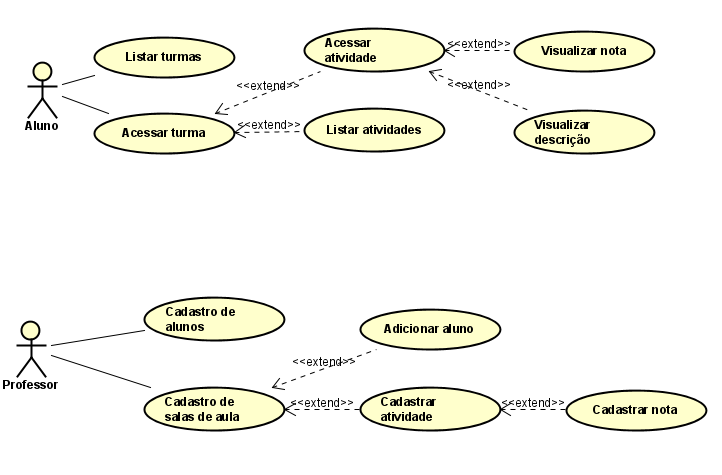 Listar turmas
Acessar
atividade
<<extend>>
Visualizar nota
<<extend>>
<<extend>>
Aluno
Acessar turma
<<extend>>
Listar atividades
Visualizar
descrição
Cadastro de
alunos
Adicionar aluno
<<extend>>
Professor
Cadastro de
salas de aula
<<extend>>
Cadastrar
atividade
<<extend>>
Cadastrar nota